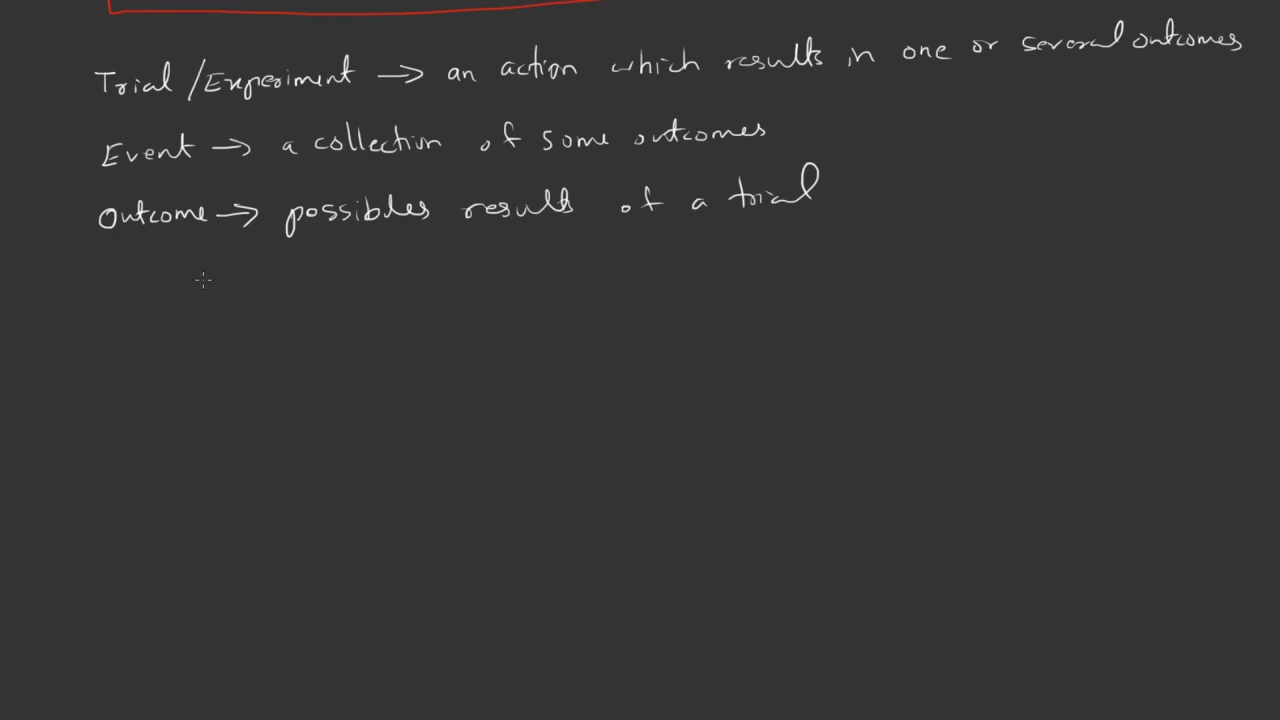 Trial /Experiment → an action which results in one or several outcomes
Event → a collection of some outcomes
Outcome → possibles results of a trial